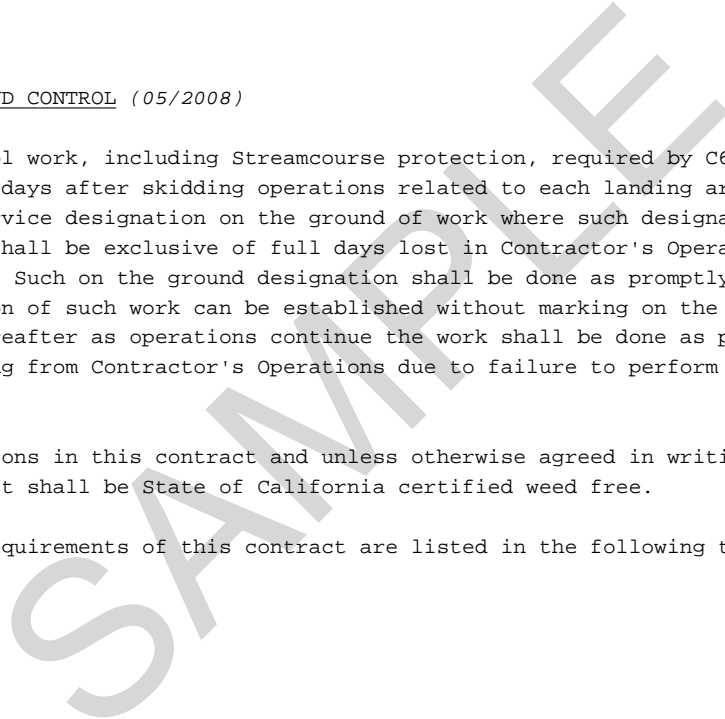 D CONTROL (05/2008)
l work, including Streamcourse protection, required by C6
days after skidding operations related to each landing ar
rvice designation on the ground of work where such designa
hall be exclusive of full days lost in Contractor's Opera
. Such on the ground designation shall be done as promptly
on of such work can be established without marking on the
reafter as operations continue the work shall be done as p
ng from Contractor's Operations due to failure to perform
ons in this contract and unless otherwise agreed in writi
t shall be State of California certified weed free.
equirements of this contract are listed in the following t
SAMPLE